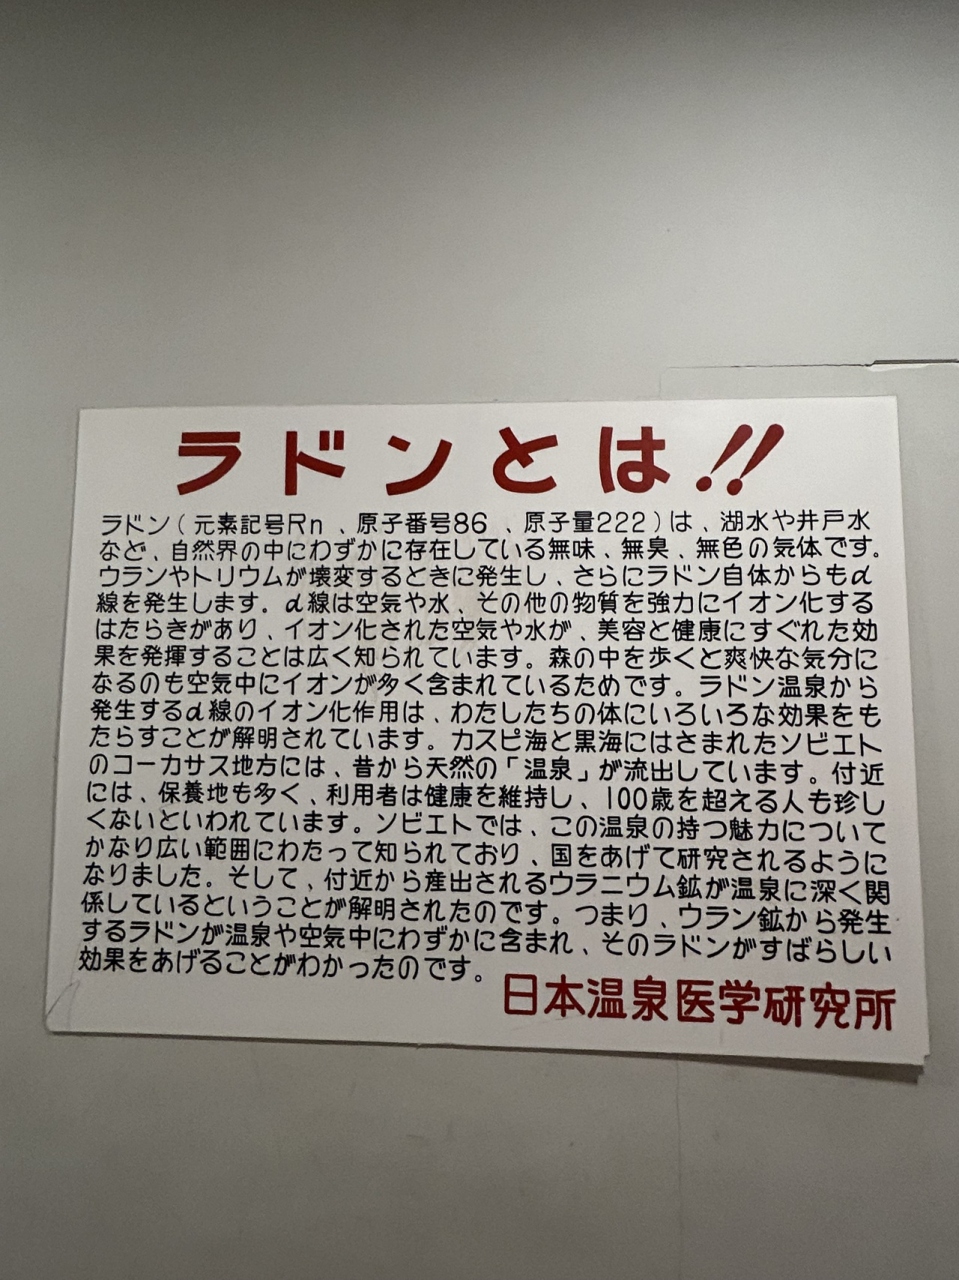 ラドンとは!!
ラドン(元素記号Rn、原子番号86、原子量222)は、湖水や井戸水
など、自然界の中にわずかに存在している無味、無臭、無色の気体です。
ウランやトリウムが壊変するときに発生し、さらにラドン自体からもα
線を発生します。α線は空気や水、その他の物質を強力にイオン化する
はたらきがあり、イオン化された空気や水が、美容と健康にすぐれた効
果を発揮することは広く知られています。森の中を歩くと爽快な気分に
なるのも空気中にイオンが多く含まれているためです。ラドン温泉から
発生するα線のイオン化作用は、わたしたちの体にいろいろな効果をも
たらすことが解明されています。カスピ海と黒海にはさまれたソビエト
のコーカサス地方には、昔から天然の「温泉」が流出しています。付近
には、保養地も多く、利用者は健康を維持し、100歳を超える人も珍し
くないといわれています。ソビエトでは、この温泉の持つ魅力について
かなり広い範囲にわたって知られており、国をあげて研究されるように
なりました。そして、付近から産出されるウラニウム鉱が温泉に深く関
係しているということが解明されたのです。つまり、ウラン鉱から発生
するラドンが温泉や空気中にわずかに含まれ、そのラドンがすばらしい
効果をあげることがわかったのです。
日本温泉医学研究所